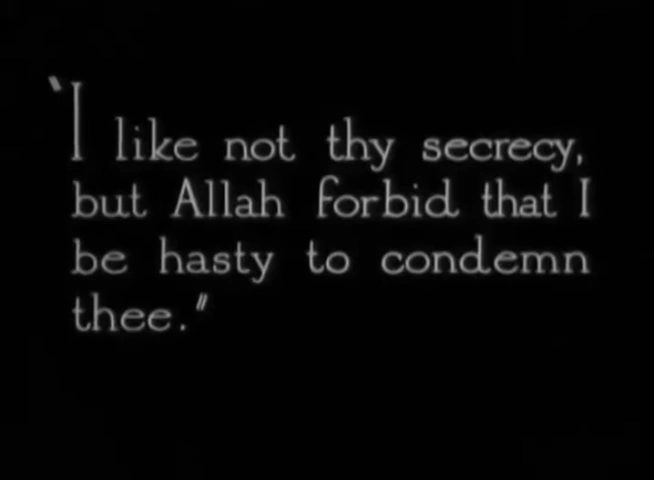 "I like not thy secrecy,
but Allah forbid that I
be hasty to condemn
thee."